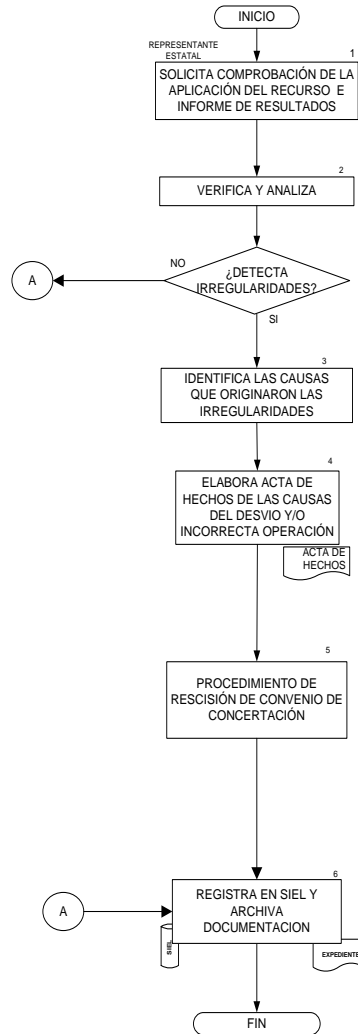 INICIO
REPRESENTANTE
ESTATAL
1
SOLICITA COMPROBACIÓN DE LA
APLICACIÓN DEL RECURSO E
INFORME DE RESULTADOS
2
VERIFICA Y ANALIZA
NO
A
¿DETECTA
IRREGULARIDADES?
SI
3
IDENTIFICA LAS CAUSAS
QUE ORIGINARON LAS
IRREGULARIDADES
4
ELABORA ACTA DE
HECHOS DE LAS CAUSAS
DEL DESVIO Y/O
INCORRECTA OPERACIÓN
ACTA DE
HECHOS
5
PROCEDIMIENTO DE
RESCISIÓN DE CONVENIO DE
CONCERTACIÓN
6
A
REGISTRA EN SIEL Y
ARCHIVA
DOCUMENTACION
SIEL
EXPEDIENTE
FIN